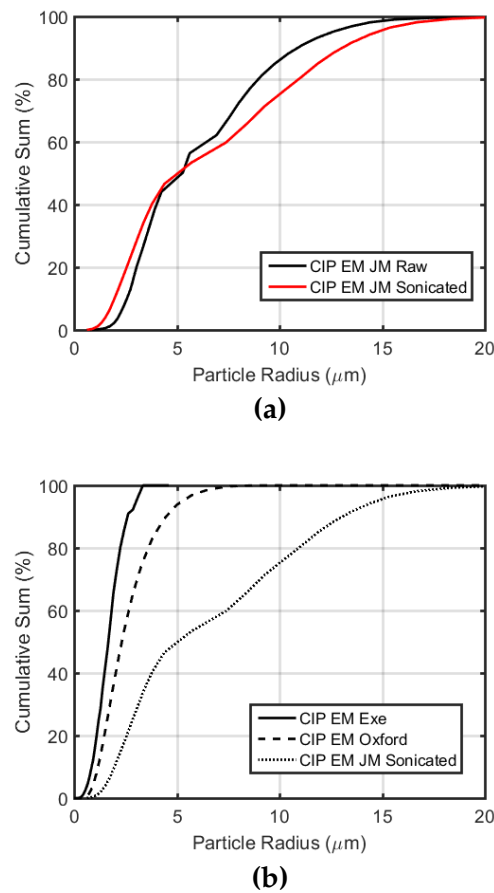 100
80
60
40
20
0
Cumulative Sum (%)
CIP EM JM Raw
CIP EM JM Sonicated
0 5 10 15 20
Particle Radius (μm)
(a)
100
80
60
40
20
0
Cumulative Sum (%)
CIP EM Exe
CIP EM Oxford
CIP EM JM Sonicated
0 5 10 15 20
Particle Radius (μm)
(b)